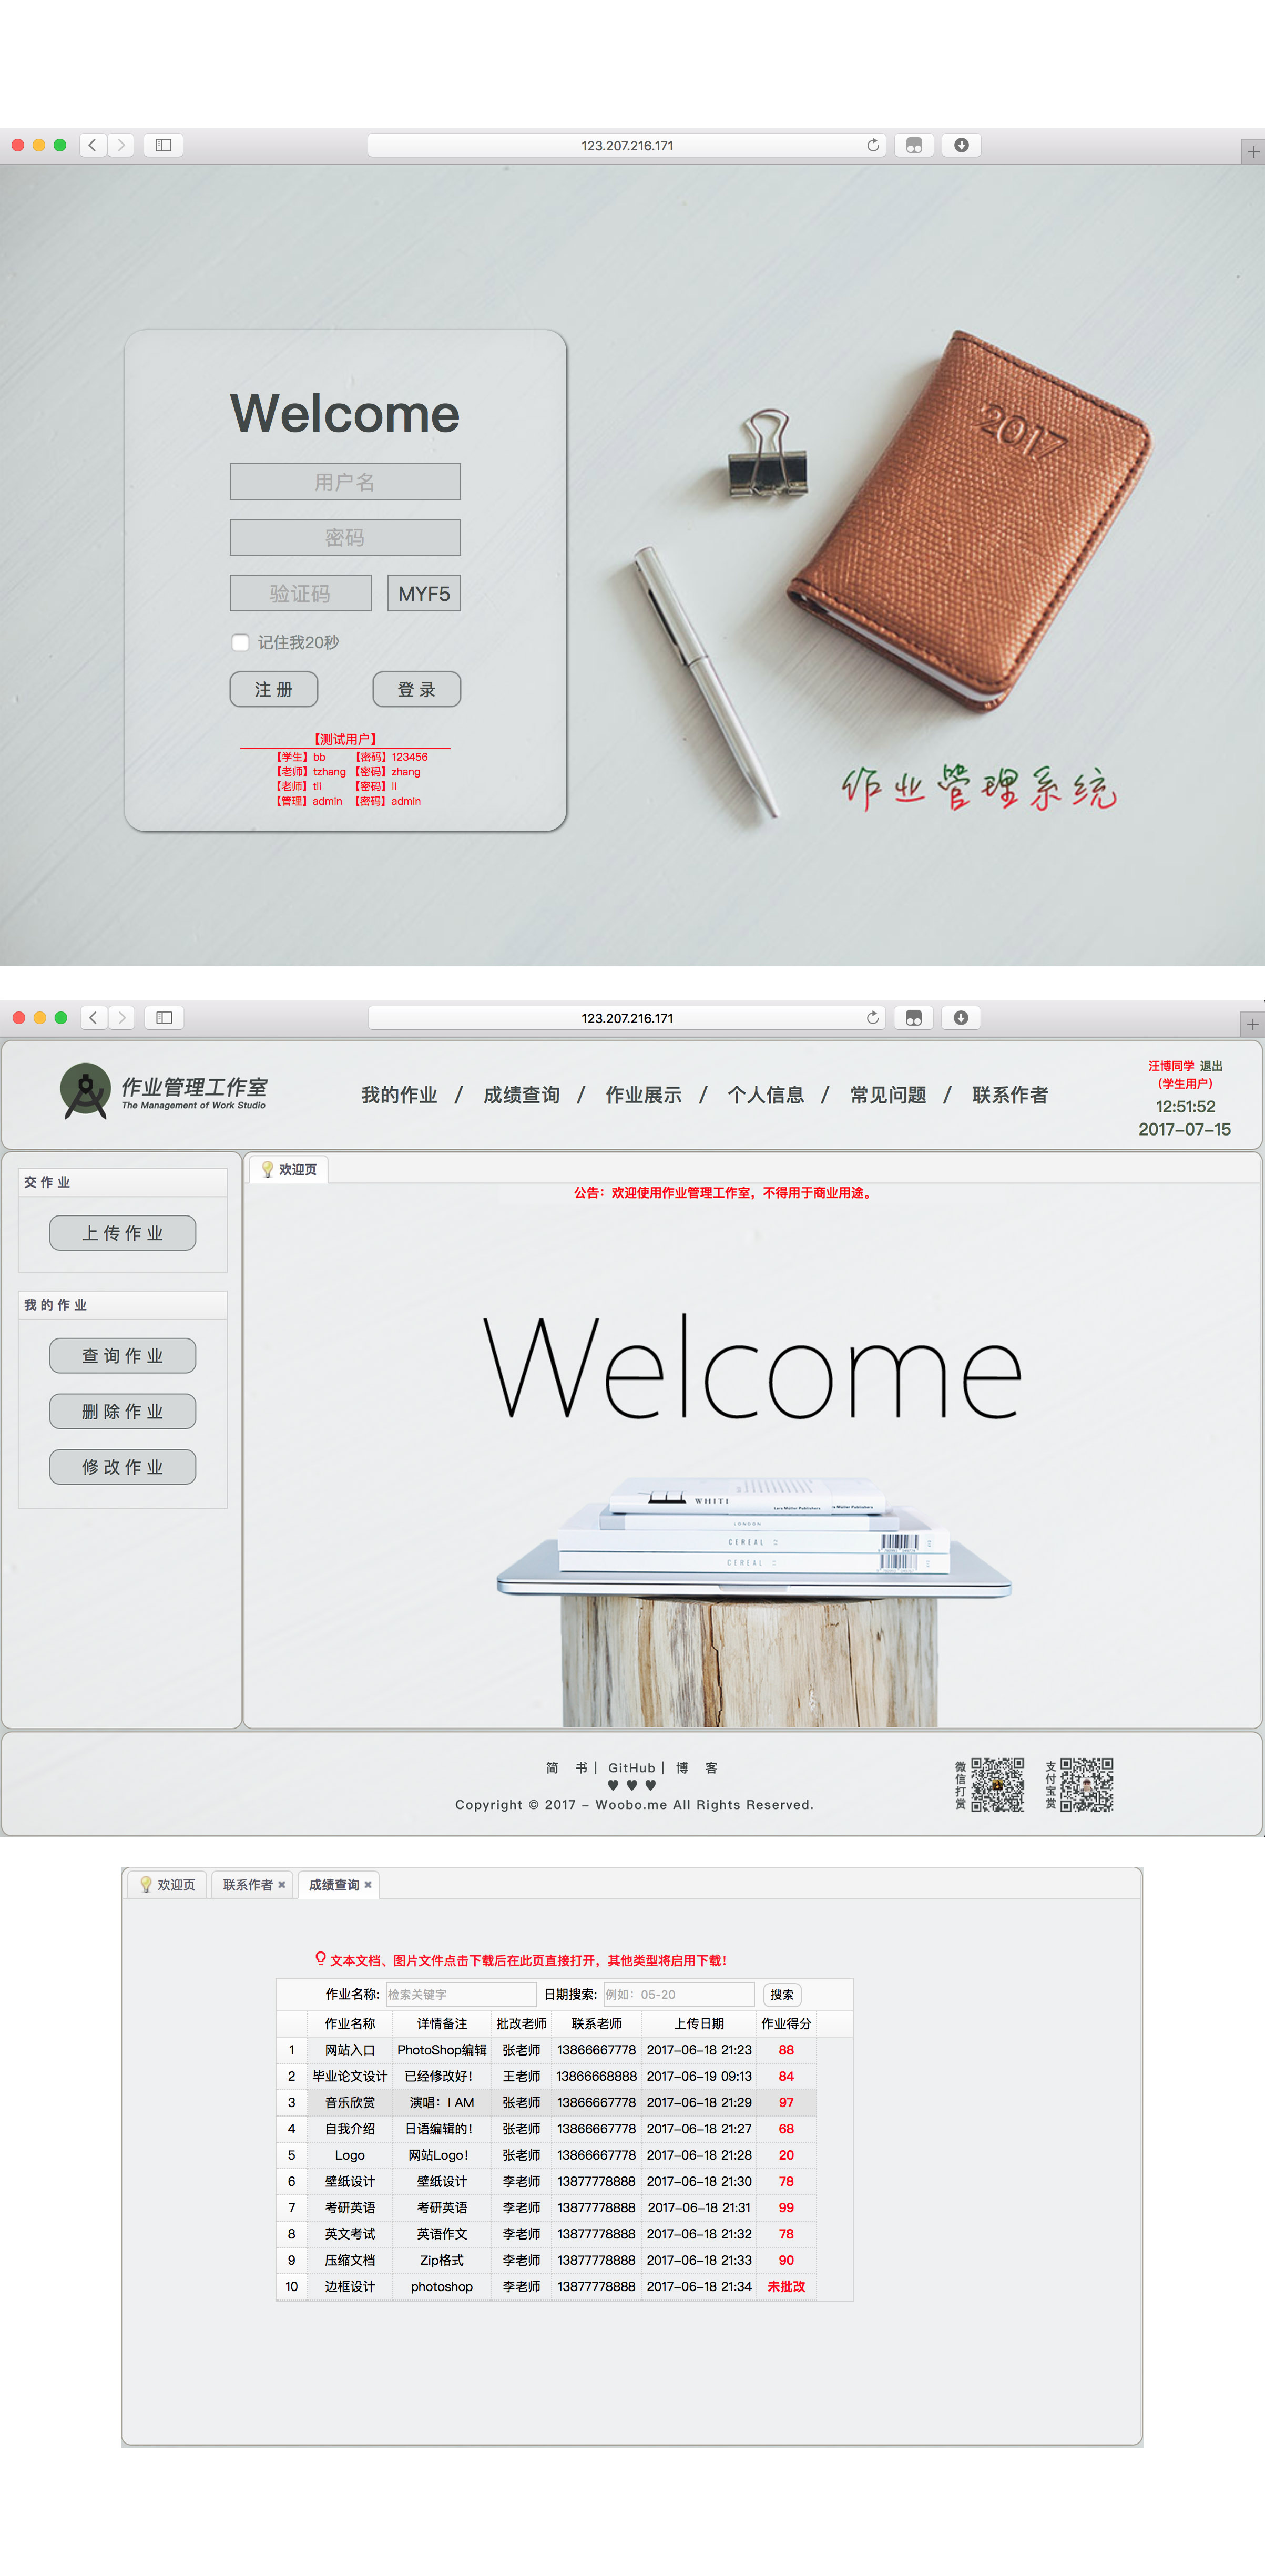 123.207.216.171
2017
Welcome
用户名
密码
验证码 MYF5
记住我20秒
注 册 登 录
【测试用户】
【学生】bb 【密码】123456
【老师】tzhang 【密码】zhang
【老师】tli 【密码】li
【管理】admin 【密码】admin
作业管理系统
123.207.216.171
作业管理工作室
The Management of Work Studio
我的作业 / 成绩查询 / 作业展示 / 个人信息 / 常见问题 / 联系作者
汪博同学 退出
（学生用户）
12:51:52
2017-07-15
交 作 业
上 传 作 业
我 的 作 业
查 询 作 业
删 除 作 业
修 改 作 业
欢迎页
公告：欢迎使用作业管理工作室，不得用于商业用途。
Welcome
WHITE
Lars Müller Publishers
LONDON
CEREAL
CEREAL
简 书 | GitHub | 博 客
♥ ♥ ♥
Copyright © 2017 - Woobo.me All Rights Reserved.
微信打赏
支付宝赏
欢迎页 联系作者 ✖ 成绩查询 ✖
文本文档、图片文件点击下载后在此页直接打开，其他类型将启用下载！
作业名称: 检索关键字 日期搜索: 例如：05-20 搜索
作业名称 详情备注 批改老师 联系老师 上传日期 作业得分
1 网站入口 PhotoShop编辑 张老师 13866667778 2017-06-18 21:23 88
2 毕业论文设计 已经修改好！ 王老师 13866668888 2017-06-19 09:13 84
3 音乐欣赏 演唱：I AM 张老师 13866667778 2017-06-18 21:29 97
4 自我介绍 日语编辑的！ 张老师 13866667778 2017-06-18 21:27 68
5 Logo 网站Logo！ 张老师 13866667778 2017-06-18 21:28 20
6 壁纸设计 壁纸设计 李老师 13877778888 2017-06-18 21:30 78
7 考研英语 考研英语 李老师 13877778888 2017-06-18 21:31 99
8 英文考试 英语作文 李老师 13877778888 2017-06-18 21:32 78
9 压缩文档 Zip格式 李老师 13877778888 2017-06-18 21:33 90
10 边框设计 photoshop 李老师 13877778888 2017-06-18 21:34 未批改